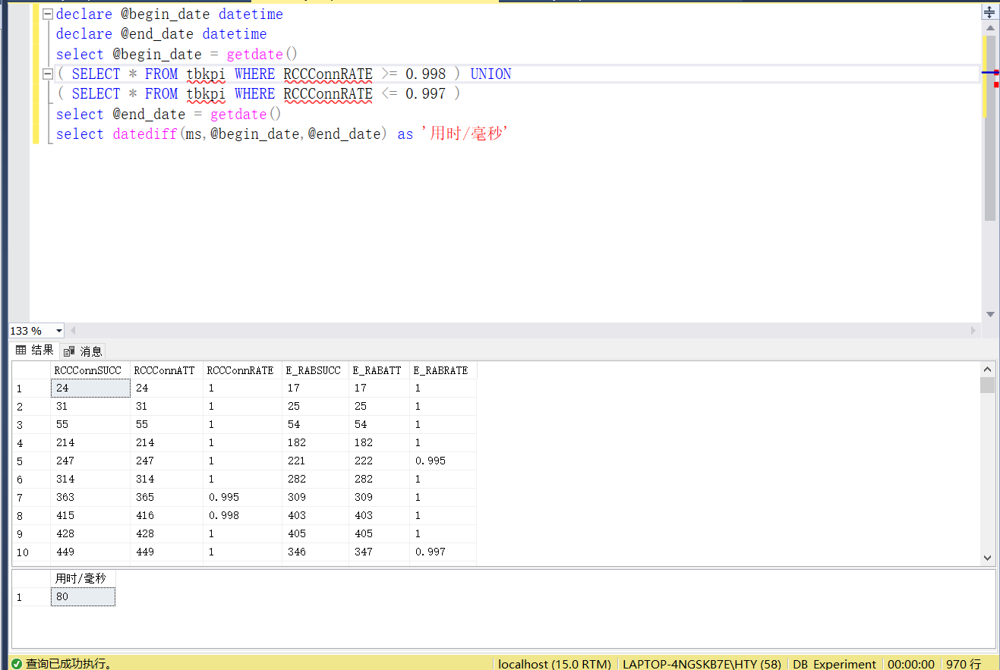 declare @begin_date datetime
declare @end_date datetime
select @begin_date = getdate()
( SELECT * FROM tbkpi WHERE RCCConnRATE >= 0.998 ) UNION
( SELECT * FROM tbkpi WHERE RCCConnRATE <= 0.997 )
select @end_date = getdate()
select datediff(ms,@begin_date,@end_date) as '用时/毫秒'
133 %
结果 消息
RCCConnSUCC RCCConnATT RCCConnRATE E_RABSUCC E_RABATT E_RABRATE
1 24 24 1 17 17 1
2 31 31 1 25 25 1
3 55 55 1 54 54 1
4 214 214 1 182 182 1
5 247 247 1 221 222 0.995
6 314 314 1 282 282 1
7 363 365 0.995 309 309 1
8 415 416 0.998 403 403 1
9 428 428 1 405 405 1
10 449 449 1 346 347 0.997
用时/毫秒
1 80
查询已成功执行。 localhost (15.0 RTM) LAPTOP-4NGSKB7E\HTY (58) DB_Experiment 00:00:00 970 行